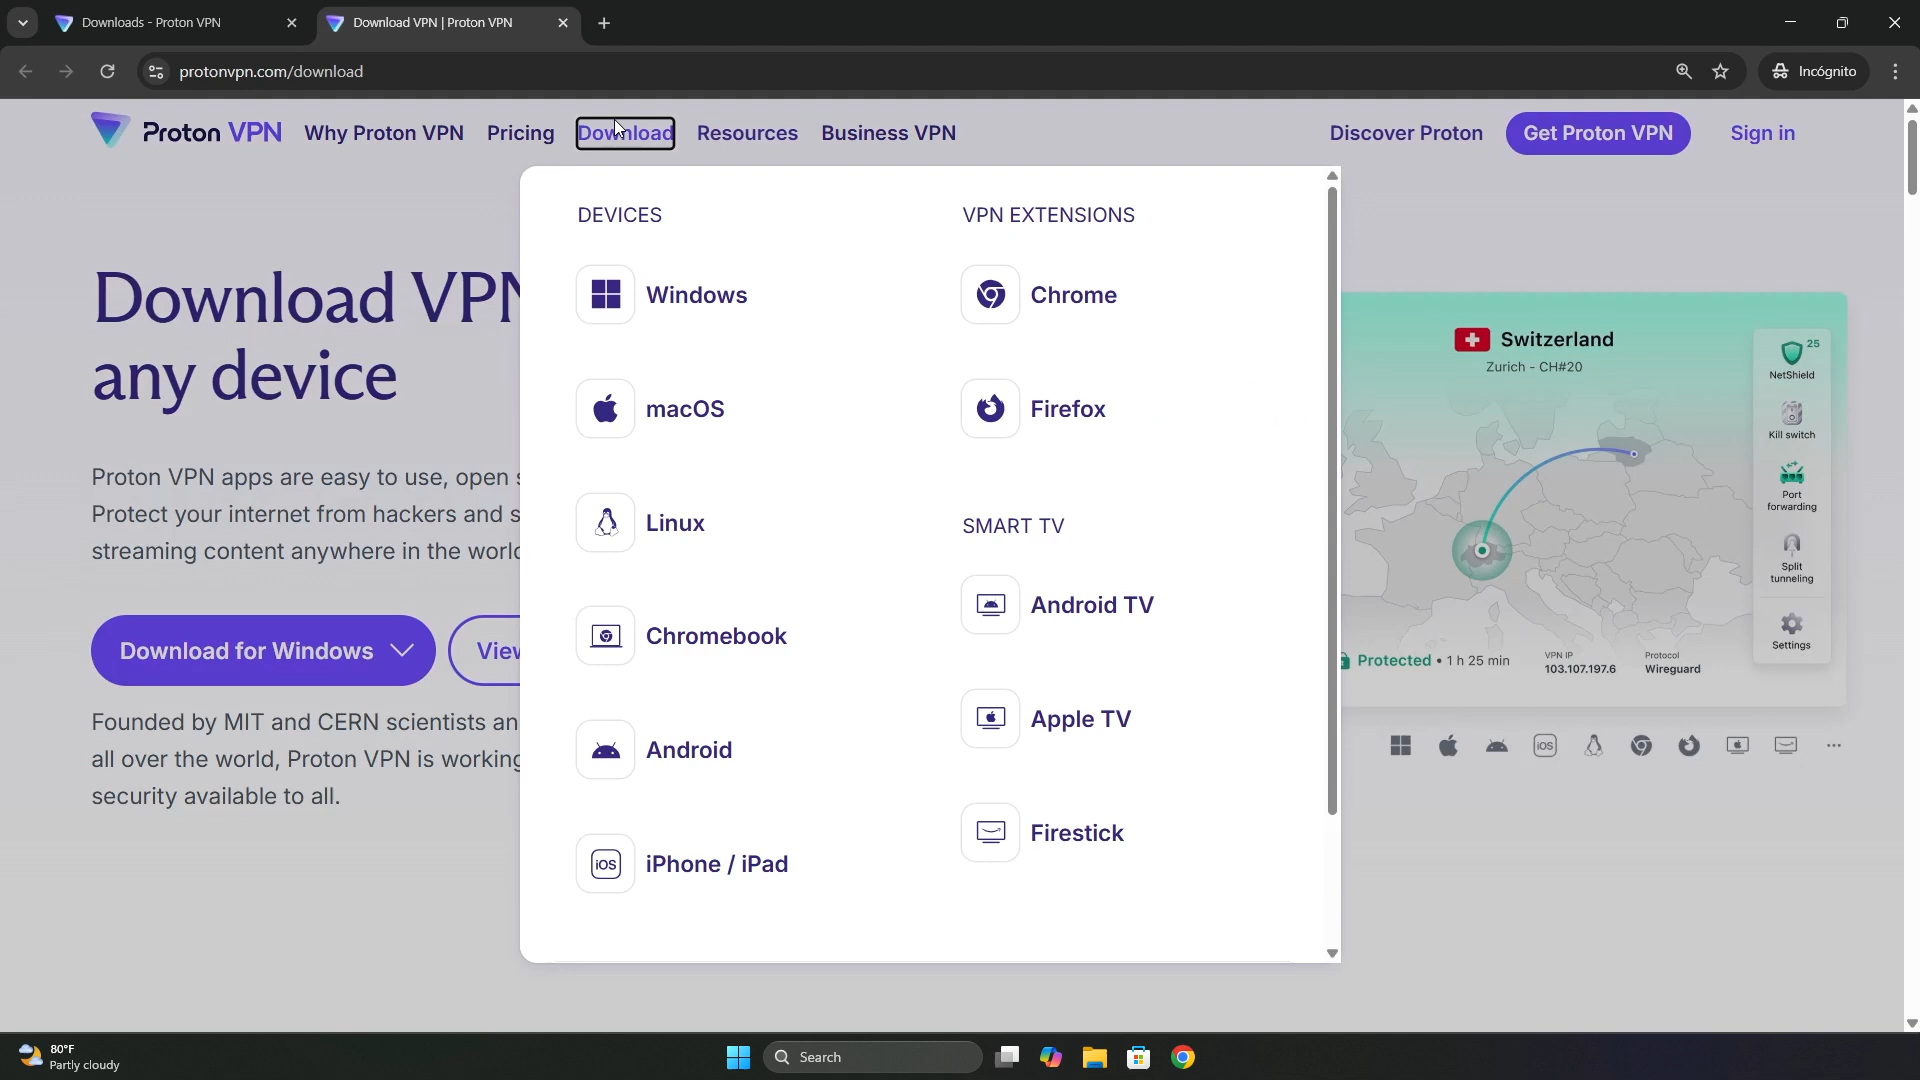 Downloads - Proton VPN
Download VPN | Proton VPN
protonvpn.com/download
Incógnito
Proton VPN
Why Proton VPN
Pricing
Download
Resources
Business VPN
Discover Proton
Get Proton VPN
Sign in
Download VPN
any device
Proton VPN apps are easy to use, open s
Protect your internet from hackers and s
streaming content anywhere in the world
Download for Windows
View
Founded by MIT and CERN scientists an
all over the world, Proton VPN is working
security available to all.
DEVICES
Windows
macOS
Linux
Chromebook
Android
iOS
iPhone / iPad
VPN EXTENSIONS
Chrome
Firefox
SMART TV
Android TV
Apple TV
Firestick
Switzerland
Zurich - CH#20
25
NetShield
Kill switch
Port
forwarding
Split
tunneling
Settings
Protected • 1 h 25 min
VPN IP
103.107.197.6
Protocol
Wireguard
iOS
80°F
Partly cloudy
Search